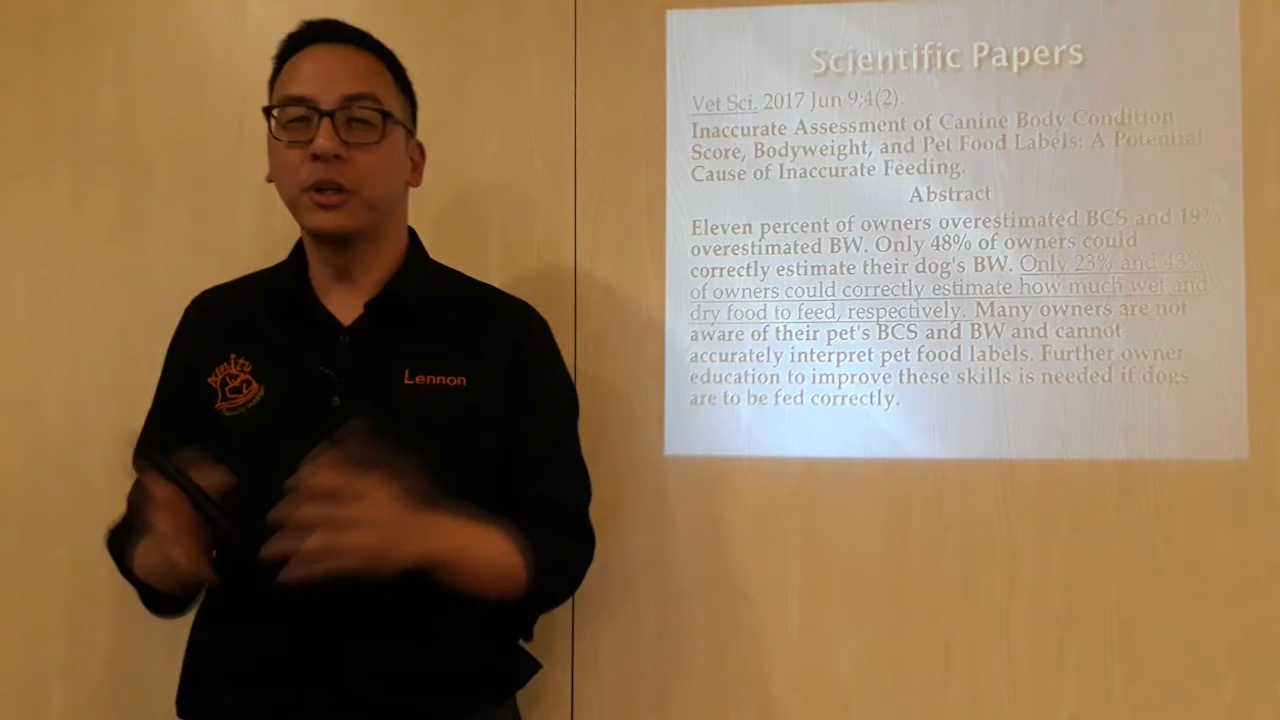 Scientific Papers
Vet Sci. 2017 Jun 9;4(2).
Inaccurate Assessment of Canine Body Condition
Score, Bodyweight, and Pet Food Labels: A Potential
Cause of Inaccurate Feeding.
Abstract
Eleven percent of owners overestimated BCS and 19%
overestimated BW. Only 48% of owners could
correctly estimate their dog's BW. Only 23% and 43%
of owners could correctly estimate how much wet and
dry food to feed, respectively. Many owners are not
aware of their pet's BCS and BW and cannot
accurately interpret pet food labels. Further owner
education to improve these skills is needed if dogs
are to be fed correctly.
Amity
Lennon